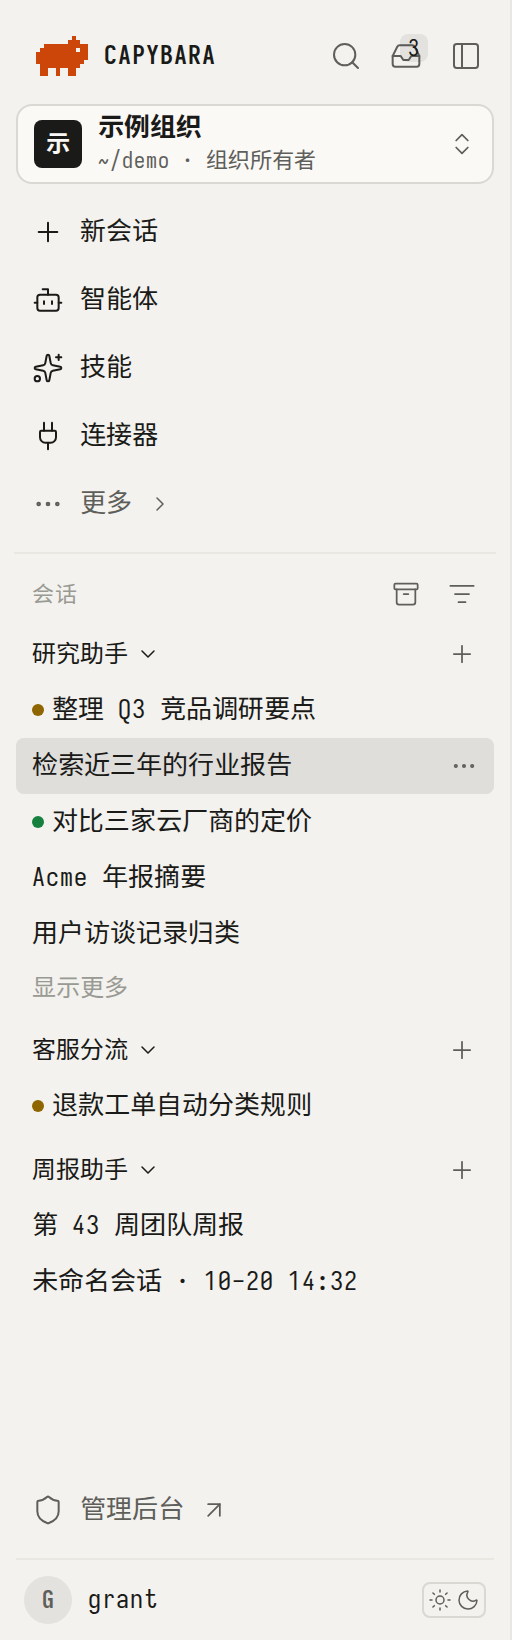 CAPYBARA
3
示
示例组织
~/demo · 组织所有者
新会话
智能体
技能
连接器
更多
会话
研究助手
整理 Q3 竞品调研要点
检索近三年的行业报告
对比三家云厂商的定价
Acme 年报摘要
用户访谈记录归类
显示更多
客服分流
退款工单自动分类规则
周报助手
第 43 周团队周报
未命名会话 · 10-20 14:32
管理后台
G
grant